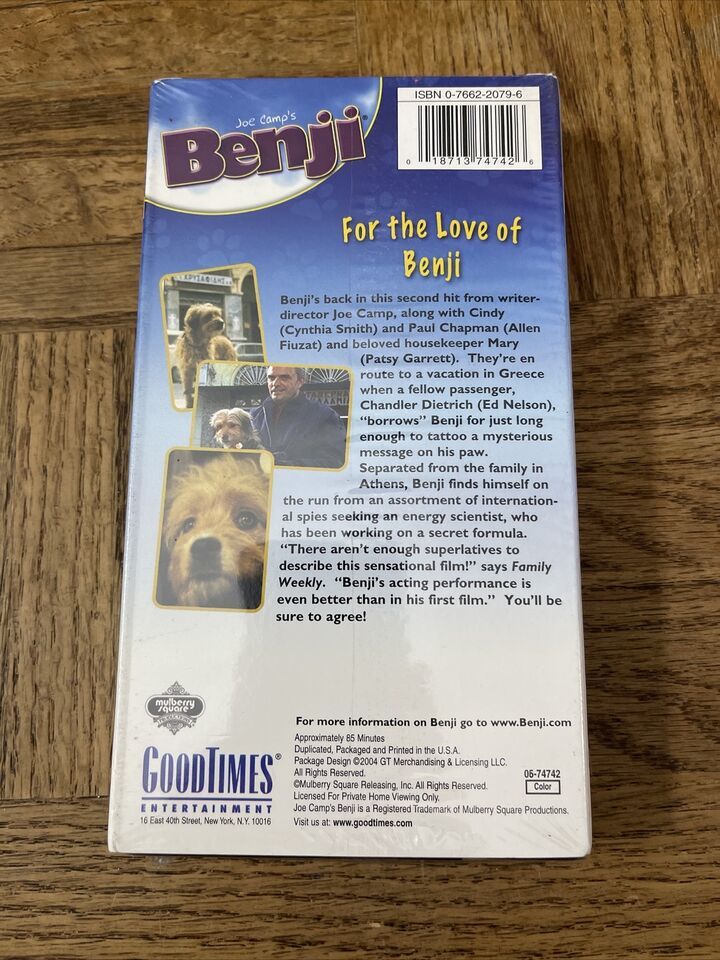 Joe Camp's
Benji®
ISBN 0-7662-2079-6
0 18713 74742 6
For the Love of
Benji
Benji's back in this second hit from writer-
director Joe Camp, along with Cindy
(Cynthia Smith) and Paul Chapman (Allen
Fiuzat) and beloved housekeeper Mary
(Patsy Garrett). They're en
route to a vacation in Greece
when a fellow passenger,
Chandler Dietrich (Ed Nelson),
"borrows" Benji for just long
enough to tattoo a mysterious
message on his paw.
Separated from the family in
Athens, Benji finds himself on
the run from an assortment of internation-
al spies seeking an energy scientist, who
has been working on a secret formula.
"There aren't enough superlatives to
describe this sensational film!" says Family
Weekly. "Benji's acting performance is
even better than in his first film." You'll be
sure to agree!
mulberry
square
GOODTIMES®
ENTERTAINMENT
16 East 40th Street, New York, N.Y. 10016
For more information on Benji go to www.Benji.com
Approximately 85 Minutes
Duplicated, Packaged and Printed in the U.S.A.
Package Design ©2004 GT Merchandising & Licensing LLC.
All Rights Reserved.
©Mulberry Square Releasing, Inc. All Rights Reserved.
Licensed For Private Home Viewing Only.
Joe Camp's Benji is a Registered Trademark of Mulberry Square Productions.
Visit us at: www.goodtimes.com
05-74742
Color